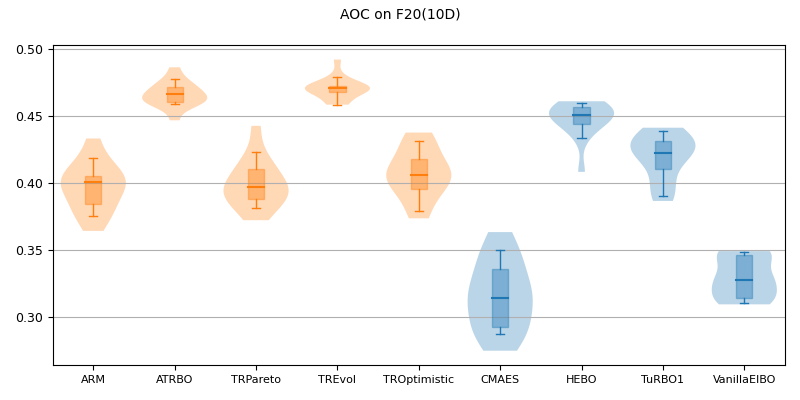 AOC on F20(10D)
0.50
0.45
0.40
0.35
0.30
ARM ATRBO TRPareto TREvol TROptimistic CMAES HEBO TuRBO1 VanillaEIBO